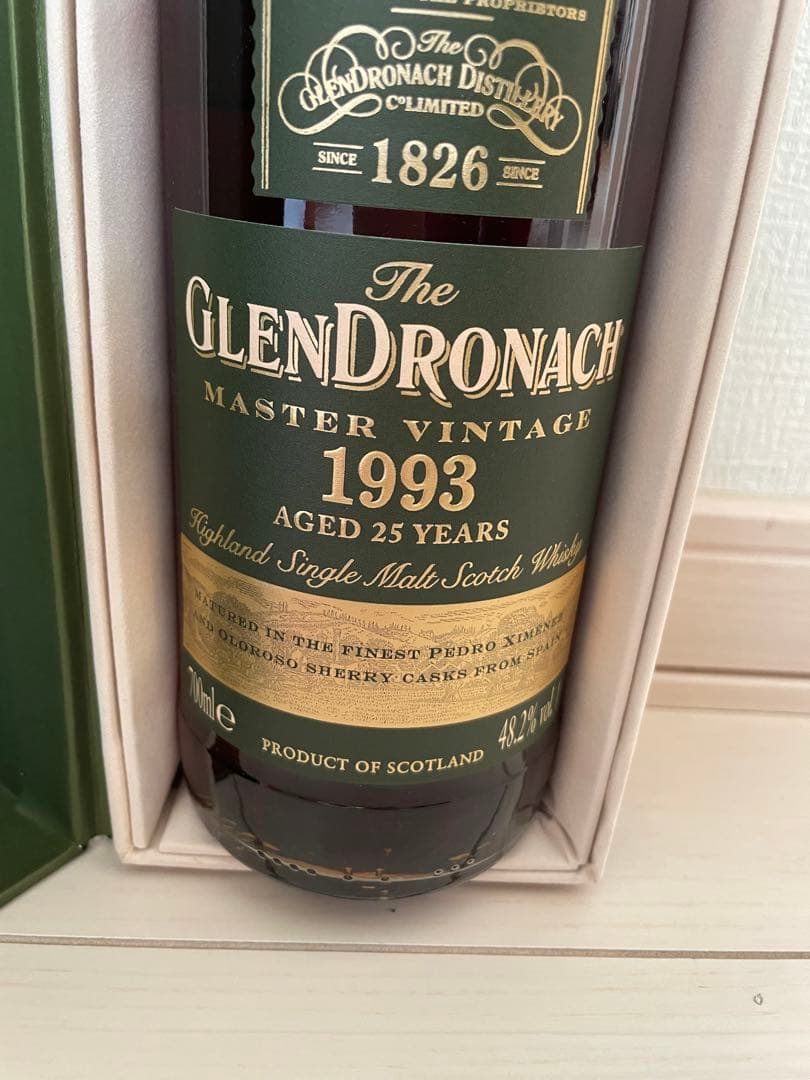 PROPRIETORS
The
GLENDRONACH DISTILLERY
Cº LIMITED
SINCE 1826 SINCE
The
GLENDRONACH
MASTER VINTAGE
1993
AGED 25 YEARS
Highland Single Malt Scotch Whisky
MATURED IN THE FINEST PEDRO XIMÉNEZ
AND OLOROSO SHERRY CASKS FROM SPAIN
700ml e 48.2% vol
PRODUCT OF SCOTLAND